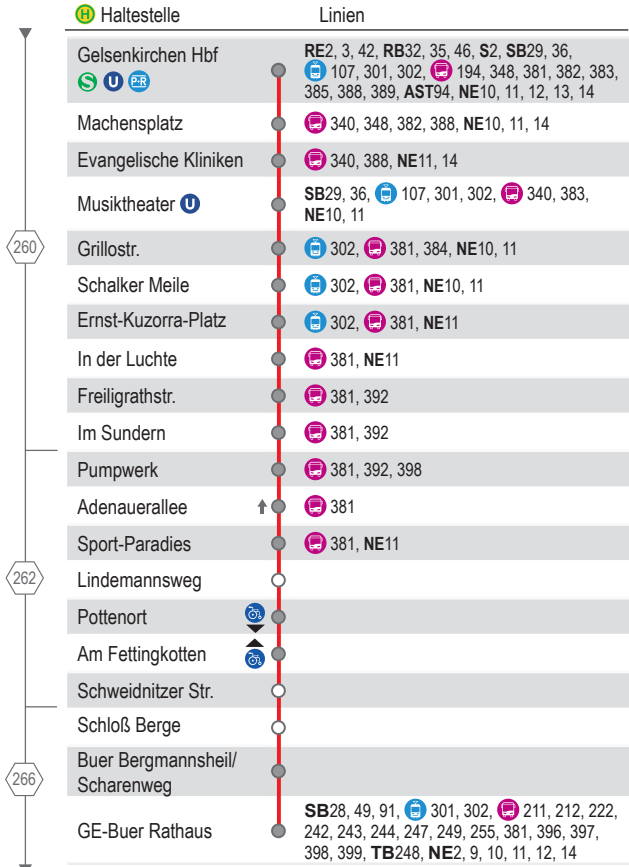 H Haltestelle Linien
Gelsenkirchen Hbf
S U P+R
RE2, 3, 42, RB32, 35, 46, S2, SB29, 36,
107, 301, 302, 194, 348, 381, 382, 383,
385, 388, 389, AST94, NE10, 11, 12, 13, 14
Machensplatz 340, 348, 382, 388, NE10, 11, 14
Evangelische Kliniken 340, 388, NE11, 14
Musiktheater U
SB29, 36, 107, 301, 302, 340, 383,
NE10, 11
260
Grillostr. 302, 381, 384, NE10, 11
Schalker Meile 302, 381, NE10, 11
Ernst-Kuzorra-Platz 302, 381, NE11
In der Luchte 381, NE11
Freiligrathstr. 381, 392
Im Sundern 381, 392
Pumpwerk 381, 392, 398
Adenauerallee 381
Sport-Paradies 381, NE11
262
Lindemannsweg
Pottenort
Am Fettingkotten
Schweidnitzer Str.
Schloß Berge
Buer Bergmannsheil/
Scharenweg
266
GE-Buer Rathaus
SB28, 49, 91, 301, 302, 211, 212, 222,
242, 243, 244, 247, 249, 255, 381, 396, 397,
398, 399, TB248, NE2, 9, 10, 11, 12, 14